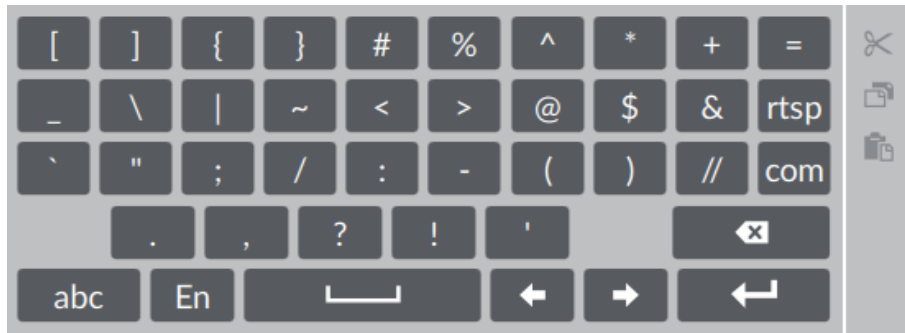 [ ] { } # % ^ * + =
_ \ | ~ < > @ $ & rtsp
` " ; / : - ( ) // com
. , ? ! '
abc En